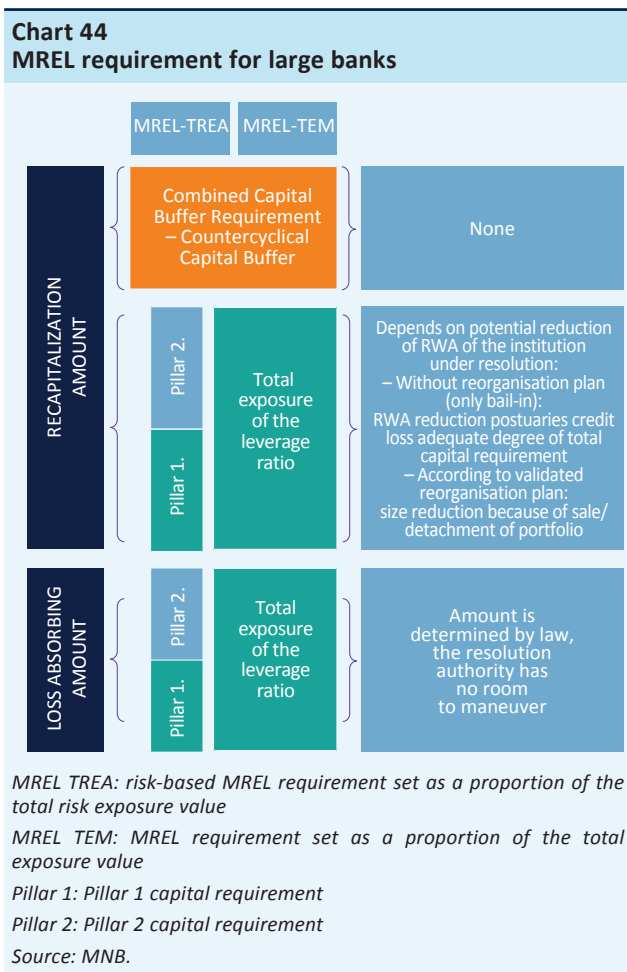 Chart 44
MREL requirement for large banks
MREL-TREA
MREL-TEM
RECAPITALIZATION
AMOUNT
Combined Capital
Buffer Requirement
– Countercyclical
Capital Buffer
None
Pillar 2.
Pillar 1.
Total
exposure
of the
leverage
ratio
Depends on potential reduction
of RWA of the institution
under resolution:
– Without reorganisation plan
(only bail-in):
RWA reduction postuaries credit
loss adequate degree of total
capital requirement
– According to validated
reorganisation plan:
size reduction because of sale/
detachment of portfolio
LOSS ABSORBING
AMOUNT
Pillar 2.
Pillar 1.
Total
exposure
of the
leverage
ratio
Amount is
determined by law,
the resolution
authority has
no room
to maneuver
MREL TREA: risk-based MREL requirement set as a proportion of the
total risk exposure value
MREL TEM: MREL requirement set as a proportion of the total
exposure value
Pillar 1: Pillar 1 capital requirement
Pillar 2: Pillar 2 capital requirement
Source: MNB.